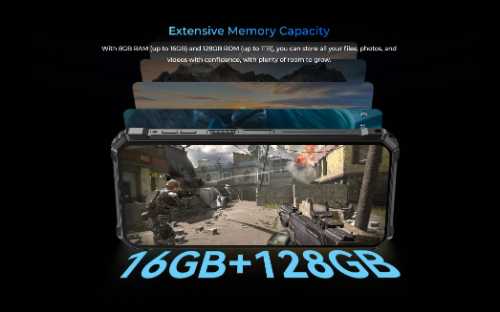 Extensive Memory Capacity
With 8GB RAM (up to 16GB) and 128GB ROM (up to 1TB), you can store all your files, photos, and
videos with confidence, with plenty of room to grow.
16GB+128GB